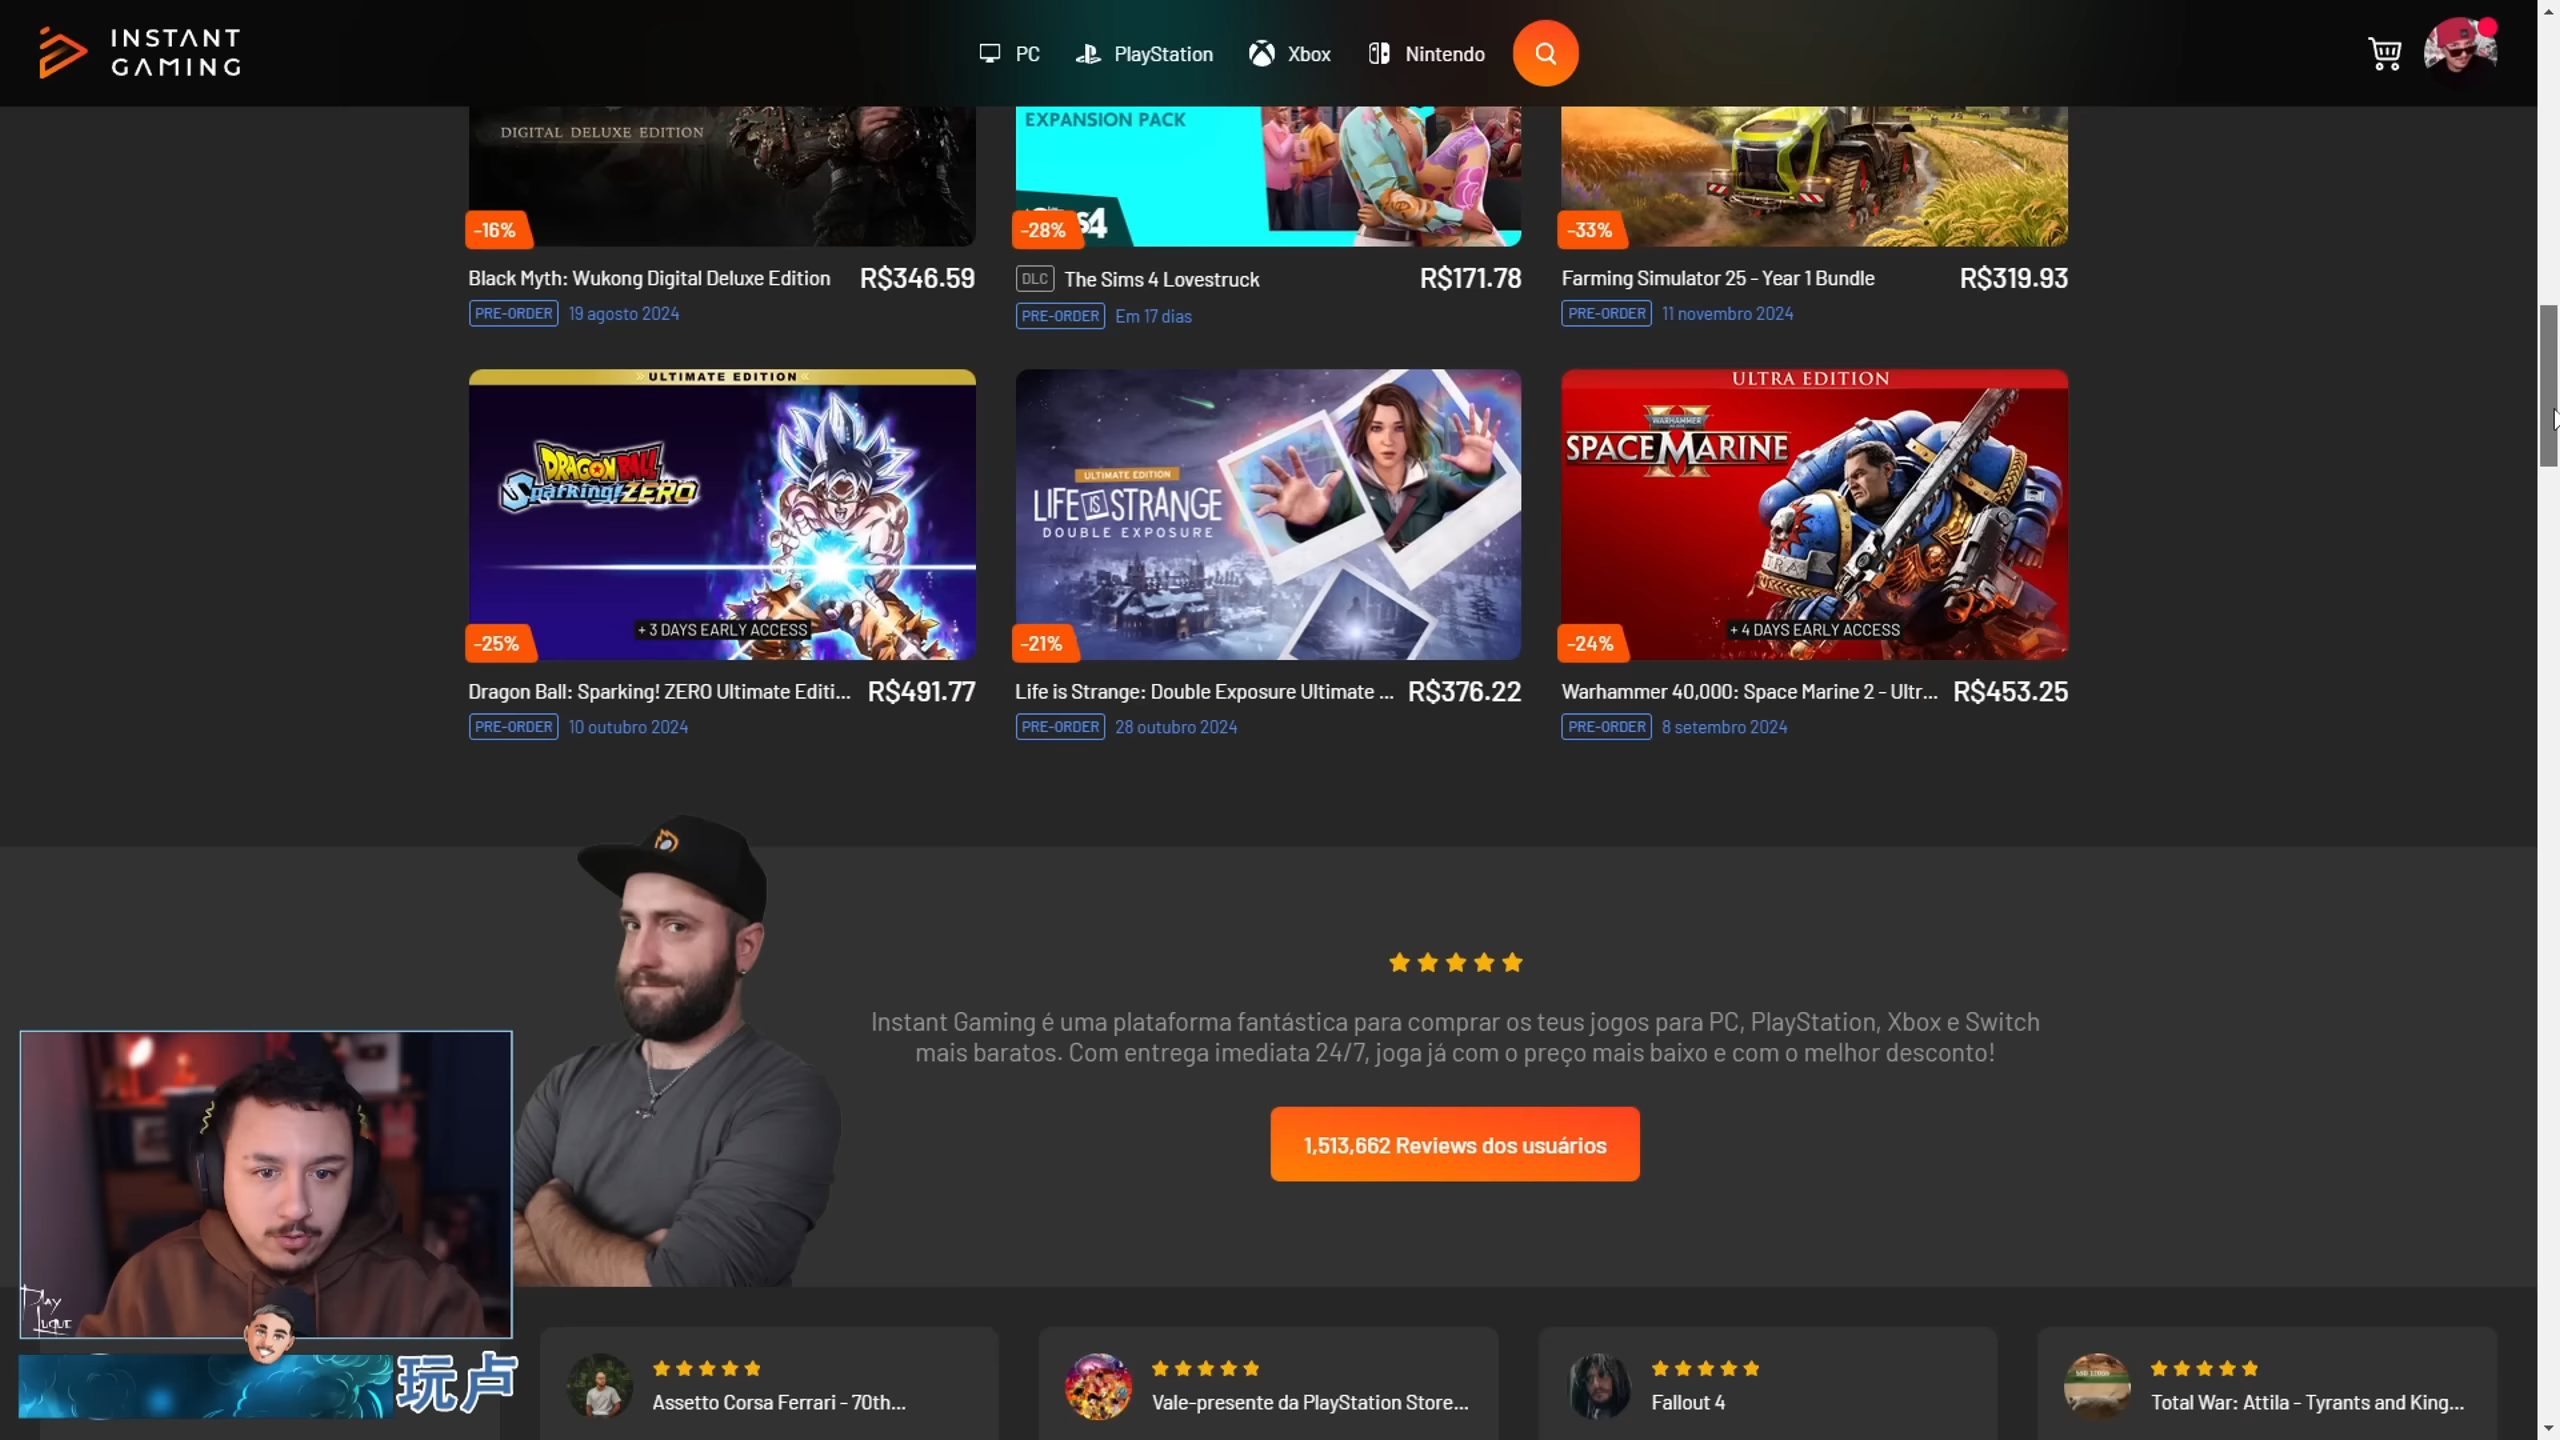 INSTANT
GAMING
PC
PlayStation
Xbox
Nintendo
DIGITAL DELUXE EDITION
EXPANSION PACK
-16%
-28%
s4
-33%
Black Myth: Wukong Digital Deluxe Edition
R$346.59
PRE-ORDER 19 agosto 2024
DLC The Sims 4 Lovestruck
R$171.78
PRE-ORDER Em 17 dias
Farming Simulator 25 - Year 1 Bundle
R$319.93
PRE-ORDER 11 novembro 2024
ULTIMATE EDITION
DRAGON BALL
Sparking! ZERO
+ 3 DAYS EARLY ACCESS
-25%
ULTIMATE EDITION
LIFE IS STRANGE
DOUBLE EXPOSURE
-21%
ULTRA EDITION
WARHAMMER
SPACE MARINE
II
ULTRA
+ 4 DAYS EARLY ACCESS
-24%
Dragon Ball: Sparking! ZERO Ultimate Editi...
R$491.77
PRE-ORDER 10 outubro 2024
Life is Strange: Double Exposure Ultimate ...
R$376.22
PRE-ORDER 28 outubro 2024
Warhammer 40,000: Space Marine 2 - Ultr...
R$453.25
PRE-ORDER 8 setembro 2024
Instant Gaming é uma plataforma fantástica para comprar os teus jogos para PC, PlayStation, Xbox e Switch
mais baratos. Com entrega imediata 24/7, joga já com o preço mais baixo e com o melhor desconto!
1,513,662 Reviews dos usuários
PLAY
LUQUE
玩卢
Assetto Corsa Ferrari - 70th...
Vale-presente da PlayStation Store...
Fallout 4
Total War: Attila - Tyrants and King...